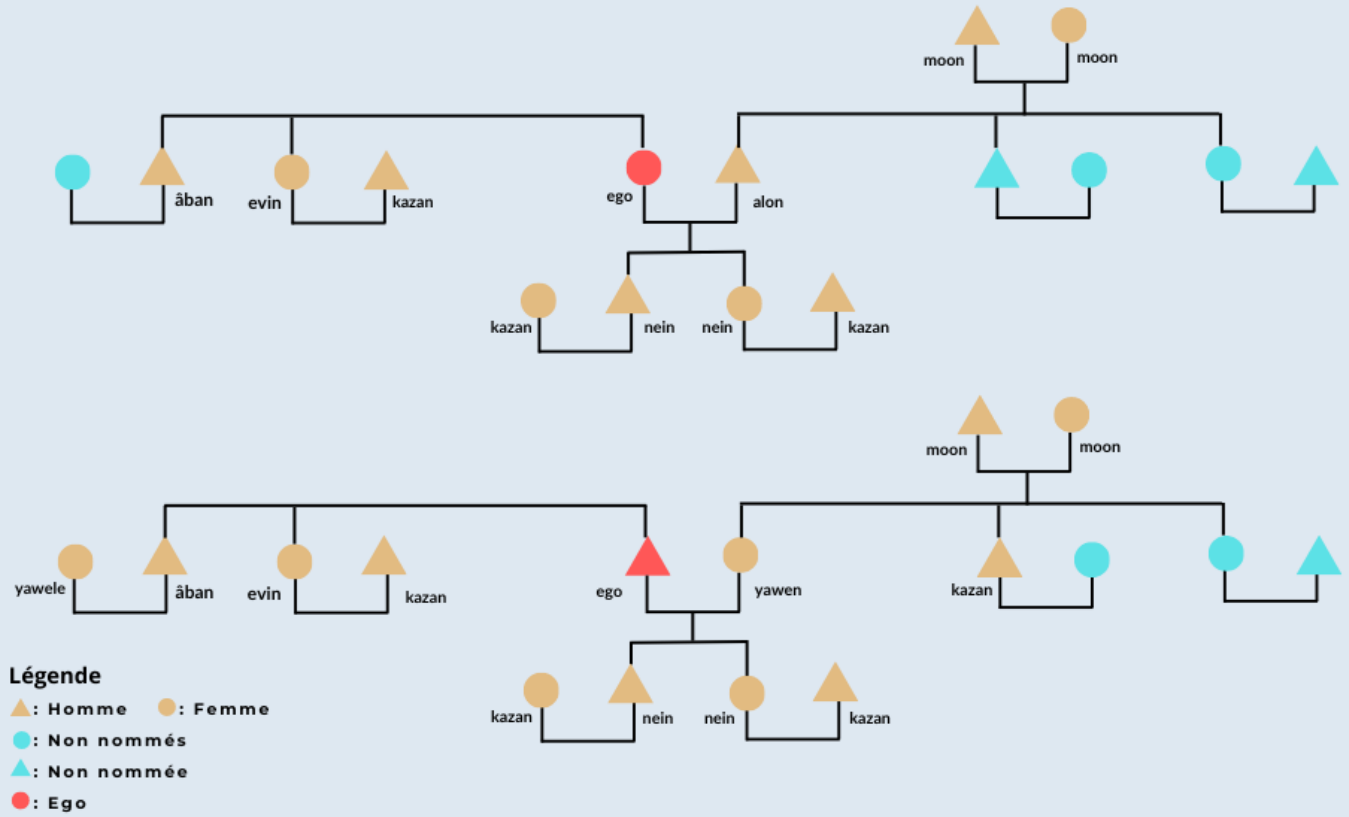 moon moon
âban evin kazan ego alon
kazan nein nein kazan
moon moon
yawele âban evin kazan ego yawen kazan
kazan nein nein kazan
Légende
: Homme : Femme
: Non nommés
: Non nommée
: Ego